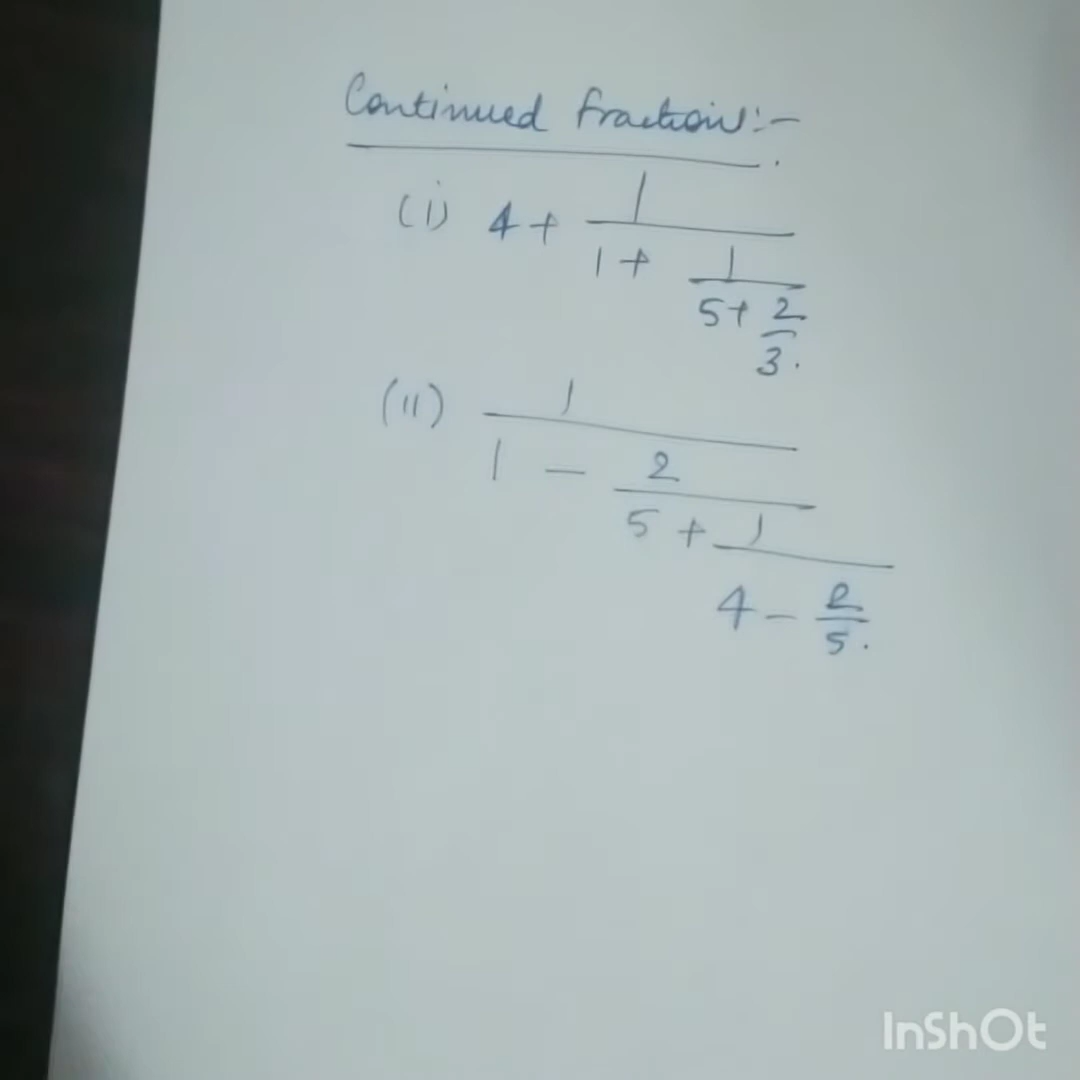 Continued fraction:-
(i) 4 + 1
1 + 1
5 + 2
3.
(ii) 1
1 - 2
5 + 1
4 - 2
5.
InShOt